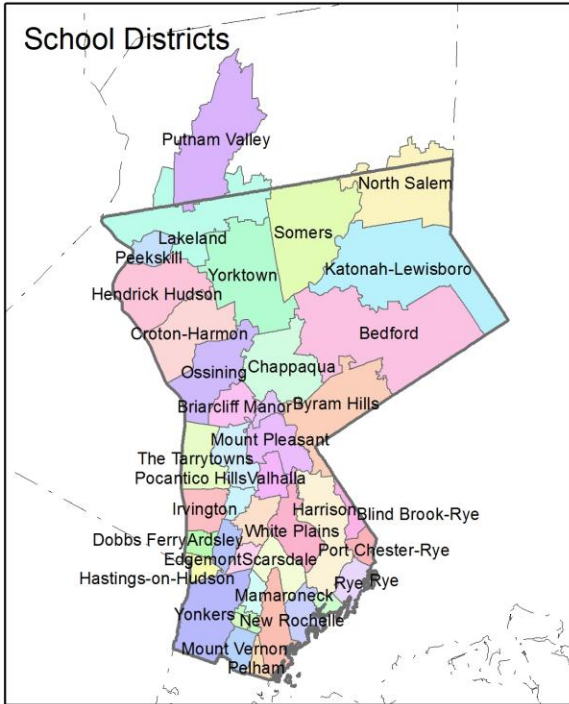 School Districts
Putnam Valley
North Salem
Somers
Lakeland
Peekskill
Katonah-Lewisboro
Yorktown
Hendrick Hudson
Croton-Harmon
Bedford
Chappaqua
Ossining
Briarcliff Manor
Byram Hills
Mount Pleasant
The Tarrytowns
Pocantico Hills
Valhalla
Irvington
Harrison
Blind Brook-Rye
White Plains
Dobbs Ferry
Ardsley
Port Chester-Rye
Edgemont
Scarsdale
Hastings-on-Hudson
Rye
Rye
Mamaroneck
Yonkers
New Rochelle
Mount Vernon
Pelham